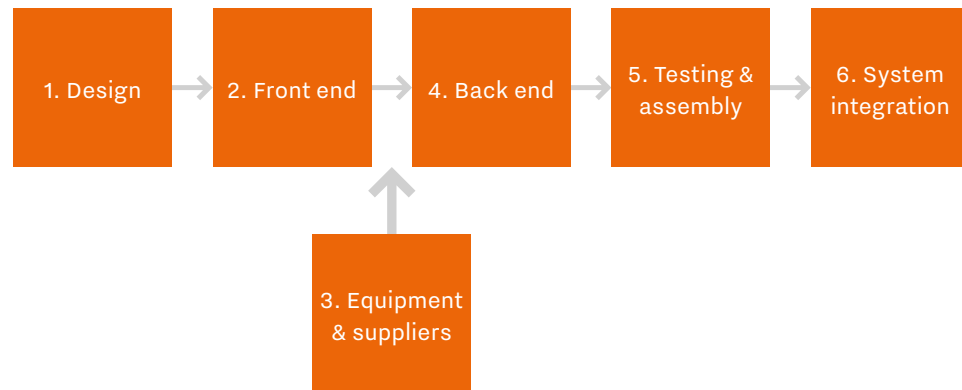 1. Design
2. Front end
4. Back end
5. Testing &
assembly
6. System
integration
3. Equipment
& suppliers